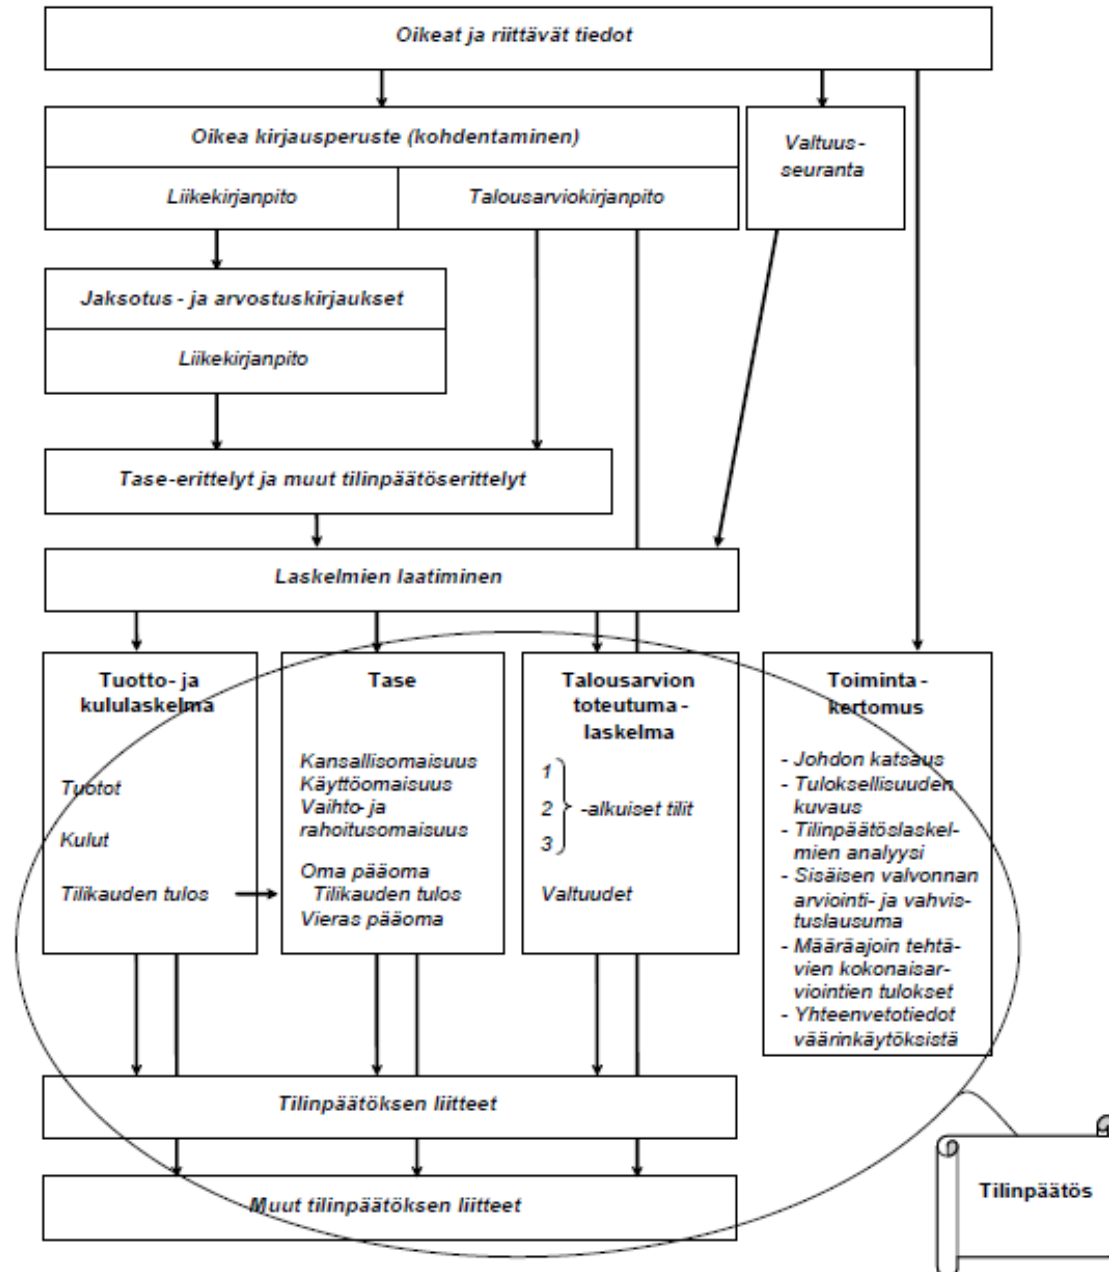 Oikeat ja riittävät tiedot
Oikea kirjausperuste (kohdentaminen)
Valtuus-
seuranta
Liikekirjanpito
Talousarviokirjanpito
Jaksotus- ja arvostuskirjaukset
Liikekirjanpito
Tase-erittelyt ja muut tilinpäätöserittelyt
Laskelmien laatiminen
Tuotto- ja
kululaskelma
Tuotot
Kulut
Tilikauden tulos
Tase
Kansallisomaisuus
Käyttöomaisuus
Vaihto- ja
rahoitusomaisuus
Oma pääoma
Tilikauden tulos
Vieras pääoma
Talousarvion
toteutuma-
laskelma
1
2 -alkuiset tilit
3
Valtuudet
Toiminta-
kertomus
- Johdon katsaus
- Tuloksellisuuden
kuvaus
- Tilinpäätöslaskel-
mien analyysi
- Sisäisen valvonnan
arviointi- ja vahvis-
tuslausuma
- Määräajoin tehtä-
vien kokonaisar-
viointien tulokset
- Yhteenvetotiedot
väärinkäytöksistä
Tilinpäätöksen liitteet
Muut tilinpäätöksen liitteet
Tilinpäätös